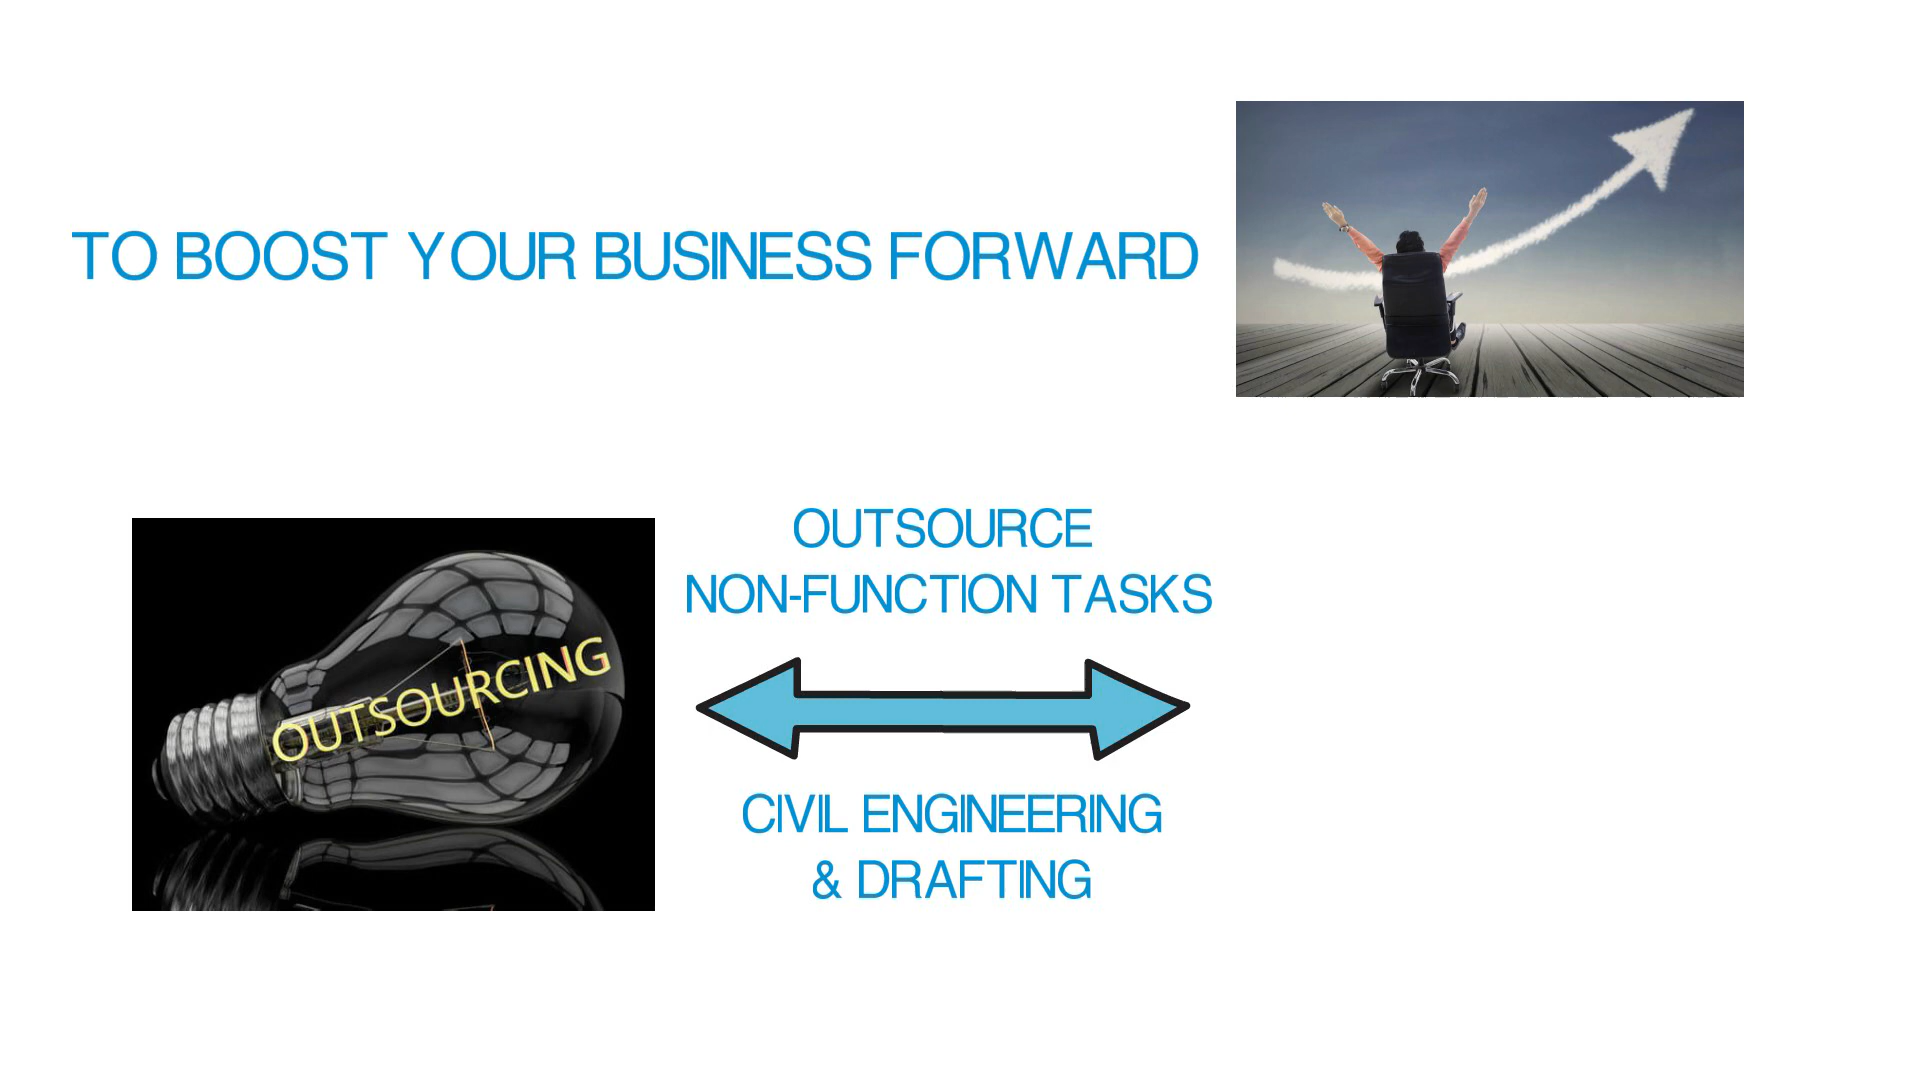 TO BOOST YOUR BUSINESS FORWARD
OUTSOURCE
NON-FUNCTION TASKS
OUTSOURCING
CIVIL ENGINEERING
& DRAFTING